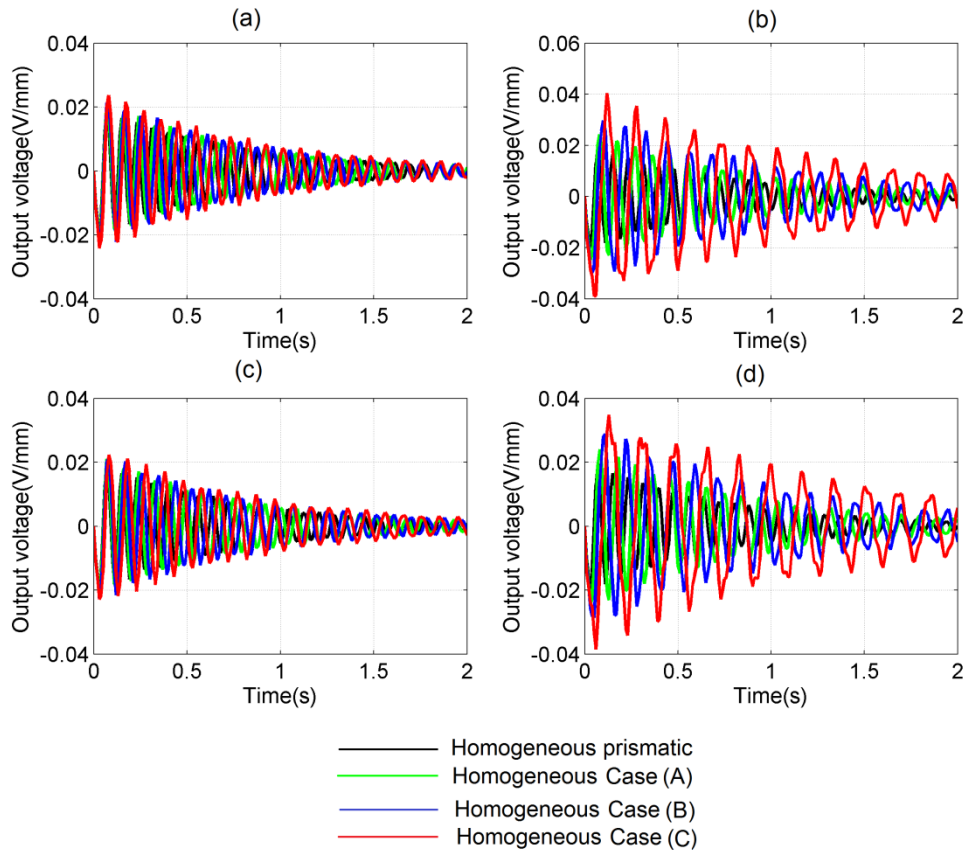 (a)
0.04
0.02
0
-0.02
-0.04
Output voltage(V/mm)
0 0.5 1 1.5 2
Time(s)
(b)
0.06
0.04
0.02
0
-0.02
-0.04
Output voltage(V/mm)
0 0.5 1 1.5 2
Time(s)
(c)
0.04
0.02
0
-0.02
-0.04
Output voltage(V/mm)
0 0.5 1 1.5 2
Time(s)
(d)
0.04
0.02
0
-0.02
-0.04
Output voltage(V/mm)
0 0.5 1 1.5 2
Time(s)
Homogeneous prismatic
Homogeneous Case (A)
Homogeneous Case (B)
Homogeneous Case (C)